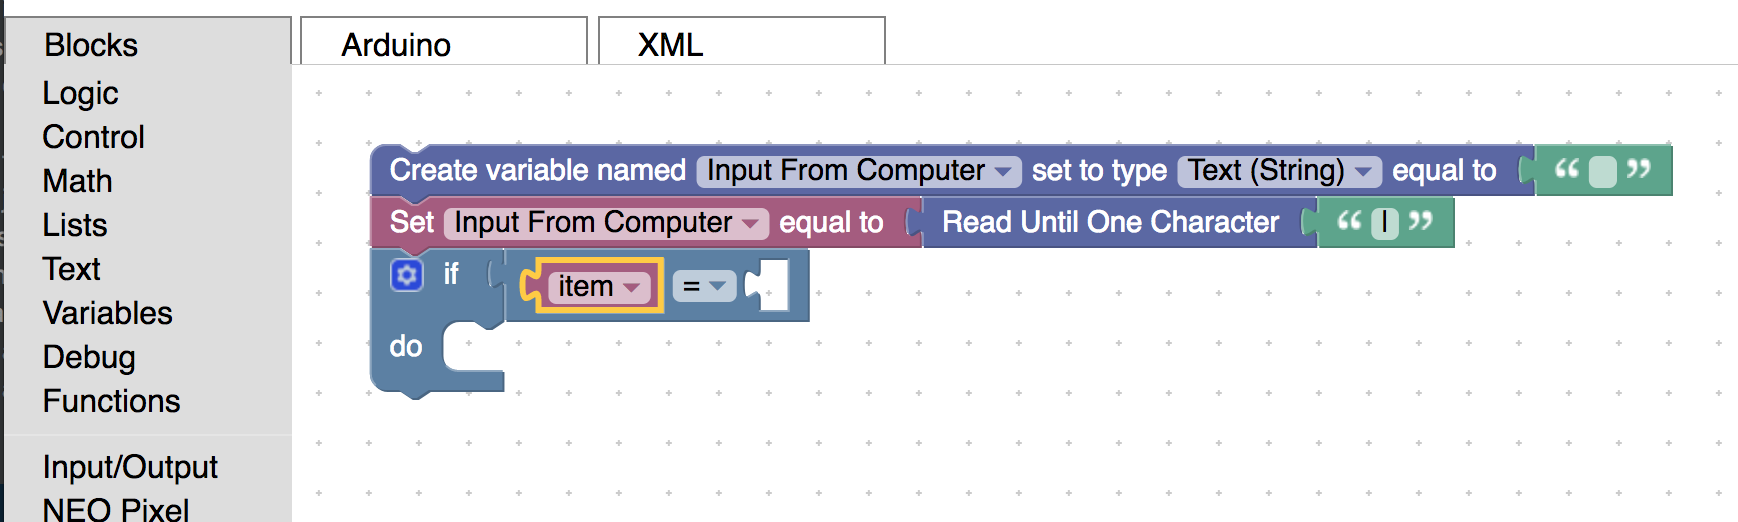 Blocks
Arduino
XML
Logic
Control
Math
Lists
Text
Variables
Debug
Functions
Input/Output
NEO Pixel
Create variable named Input From Computer set to type Text (String) equal to “ ”
Set Input From Computer equal to Read Until One Character “ | ”
if item =
do